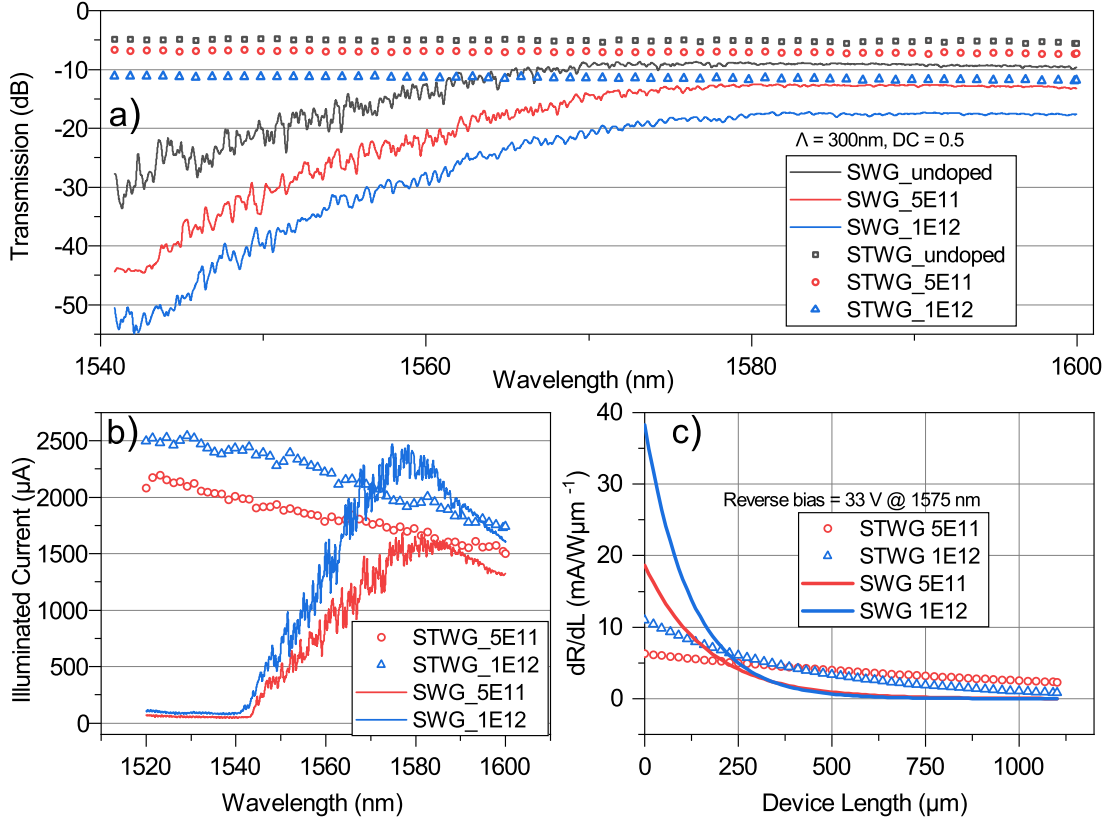 0
-10
-20
-30
-40
-50
Transmission (dB)
a)
Λ = 300nm, DC = 0.5
SWG_undoped
SWG_5E11
SWG_1E12
STWG_undoped
STWG_5E11
STWG_1E12
1540
1560
1580
1600
Wavelength (nm)
b)
2500
2000
1500
1000
500
0
Illuminated Current (μA)
STWG_5E11
STWG_1E12
SWG_5E11
SWG_1E12
1520
1540
1560
1580
1600
Wavelength (nm)
c)
40
30
20
10
0
dR/dL (mA/Wμm⁻¹)
Reverse bias = 33 V @ 1575 nm
STWG 5E11
STWG 1E12
SWG 5E11
SWG 1E12
0
250
500
750
1000
Device Length (μm)